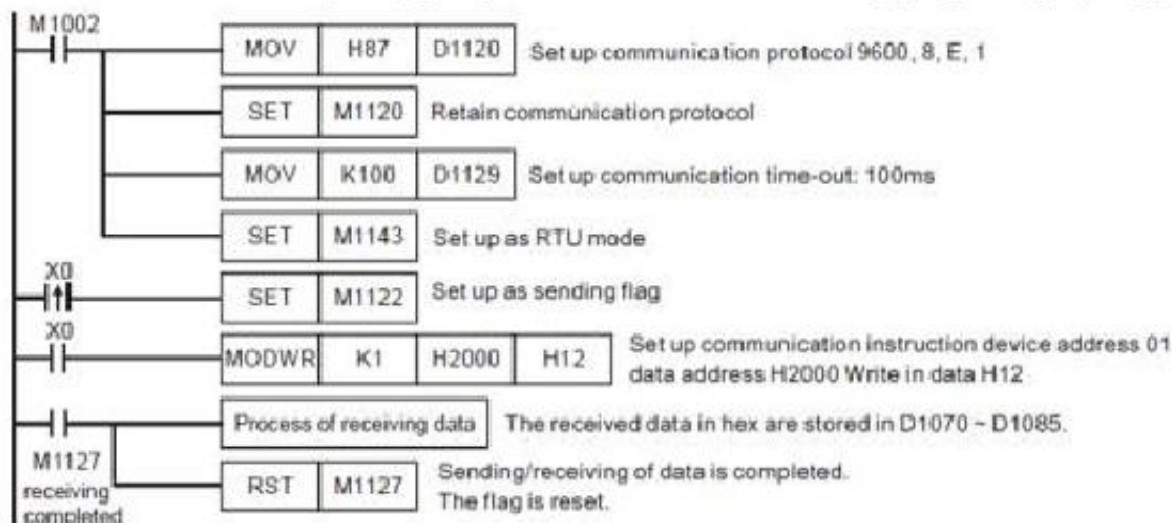 M1002
MOV H87 D1120 Set up communication protocol 9600, 8, E, 1
SET M1120 Retain communication protocol
MOV K100 D1129 Set up communication time-out: 100ms
SET M1143 Set up as RTU mode
X0
SET M1122 Set up as sending flag
X0
MODWR K1 H2000 H12 Set up communication instruction device address 01
data address H2000 Write in data H12
Process of receiving data The received data in hex are stored in D1070 ~ D1085.
M1127
receiving
completed
RST M1127 Sending/receiving of data is completed.
The flag is reset.